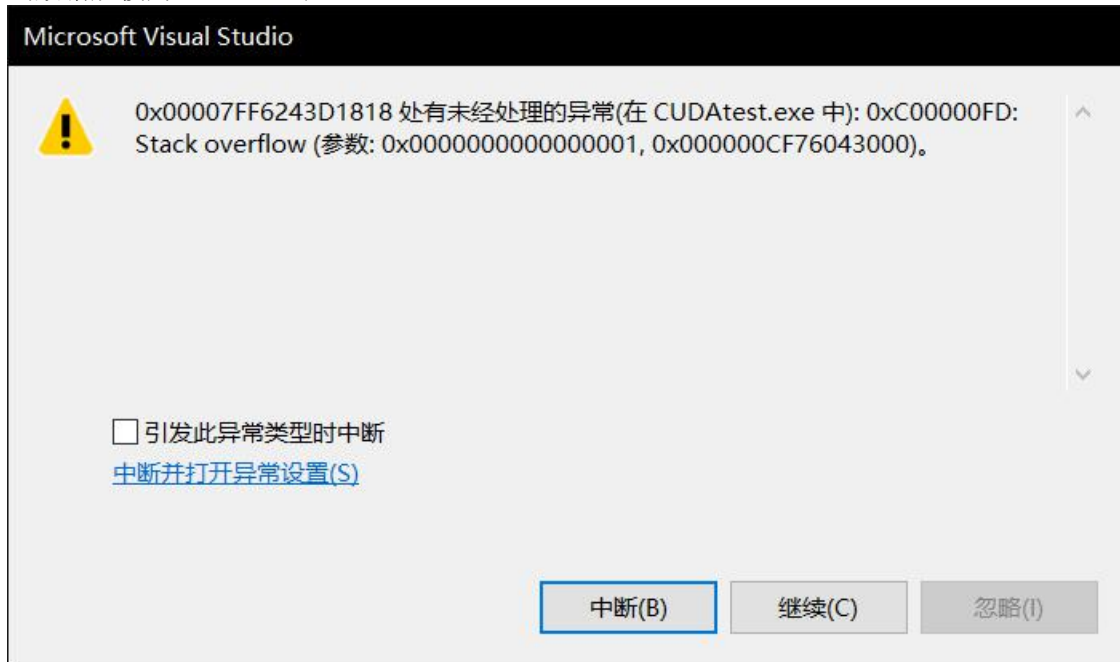 Microsoft Visual Studio
0x00007FF6243D1818 处有未经处理的异常(在 CUDAtest.exe 中): 0xC00000FD:
Stack overflow (参数: 0x0000000000000001, 0x000000CF76043000)。
引发此异常类型时中断
中断并打开异常设置(S)
中断(B)
继续(C)
忽略(I)